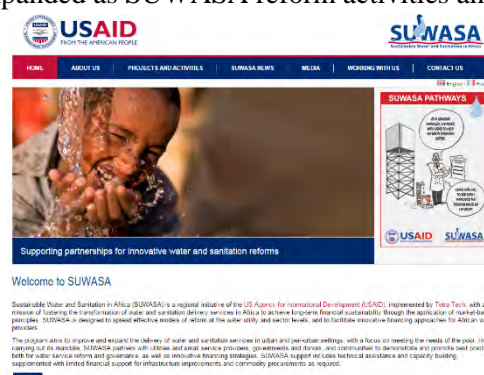 panded as SUWASA reform activities an
USAID
FROM THE AMERICAN PEOPLE
SUWASA
Sustainable Water and Sanitation in Africa
HOME ABOUT US PROJECTS AND ACTIVITIES SUWASA NEWS MEDIA WORKING WITH US CONTACT US
English
SUWASA PATHWAYS
USAID SUWASA
Supporting partnerships for innovative water and sanitation reforms
Welcome to SUWASA
Sustainable Water and Sanitation in Africa (SUWASA) is a regional initiative of the US Agency for International Development (USAID), implemented by Tetra Tech, with a
mission of fostering the transformation of water and sanitation delivery services in Africa to achieve long-term financial sustainability through the application of market-ba
principles. SUWASA is designed to spread effective models of reform at the water utility and sector levels, and to facilitate innovative financing approaches for African w
providers.
The program aims to improve and expand the delivery of water and sanitation services in urban and peri-urban settings, with a focus on meeting the needs of the poor. In
carrying out its mandate, SUWASA partners with utilities and small service providers, governments and donors, and communities to demonstrate and promote best pract
both for water service reform and governance, as well as innovative financing strategies. SUWASA support includes technical assistance and capacity building,
supplemented with limited financial support for infrastructure improvements and commodity procurements as required.